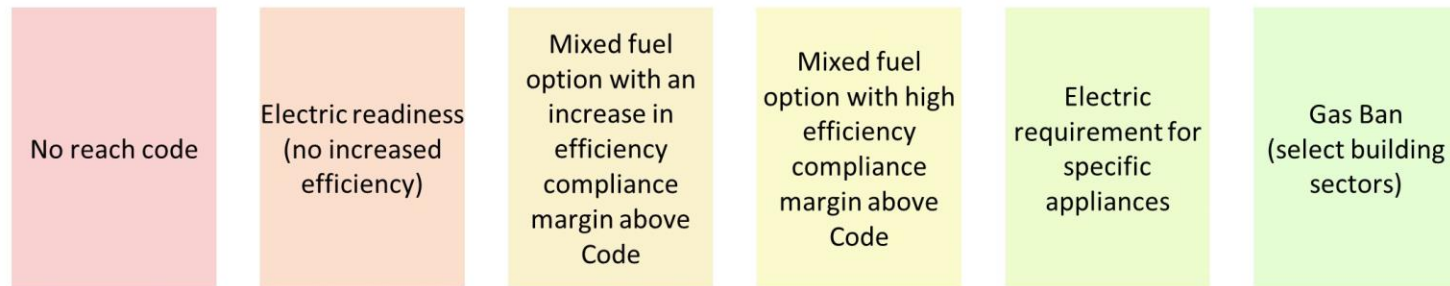 No reach code
Electric readiness
(no increased
efficiency)
Mixed fuel
option with an
increase in
efficiency
compliance
margin above
Code
Mixed fuel
option with high
efficiency
compliance
margin above
Code
Electric
requirement for
specific
appliances
Gas Ban
(select building
sectors)